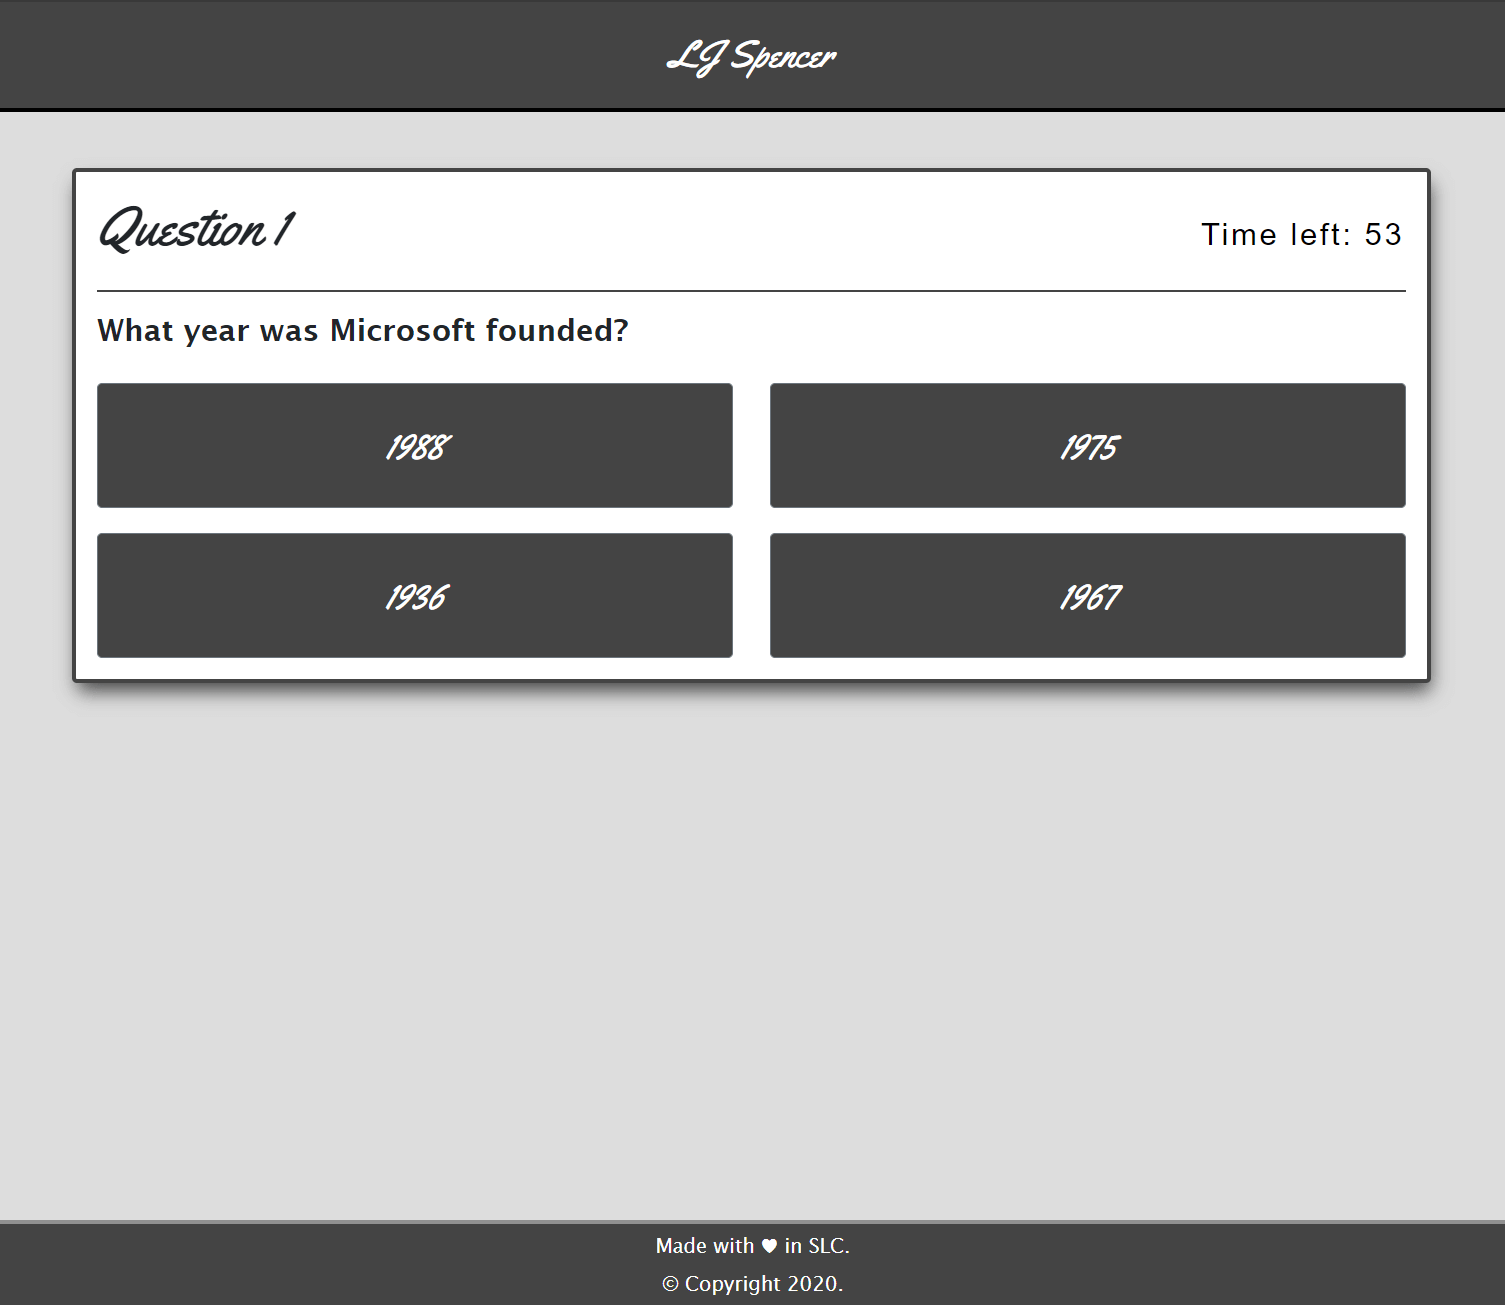 LJ Spencer
Question 1
Time left: 53
What year was Microsoft founded?
1988
1975
1936
1967
Made with ♥ in SLC.
© Copyright 2020.